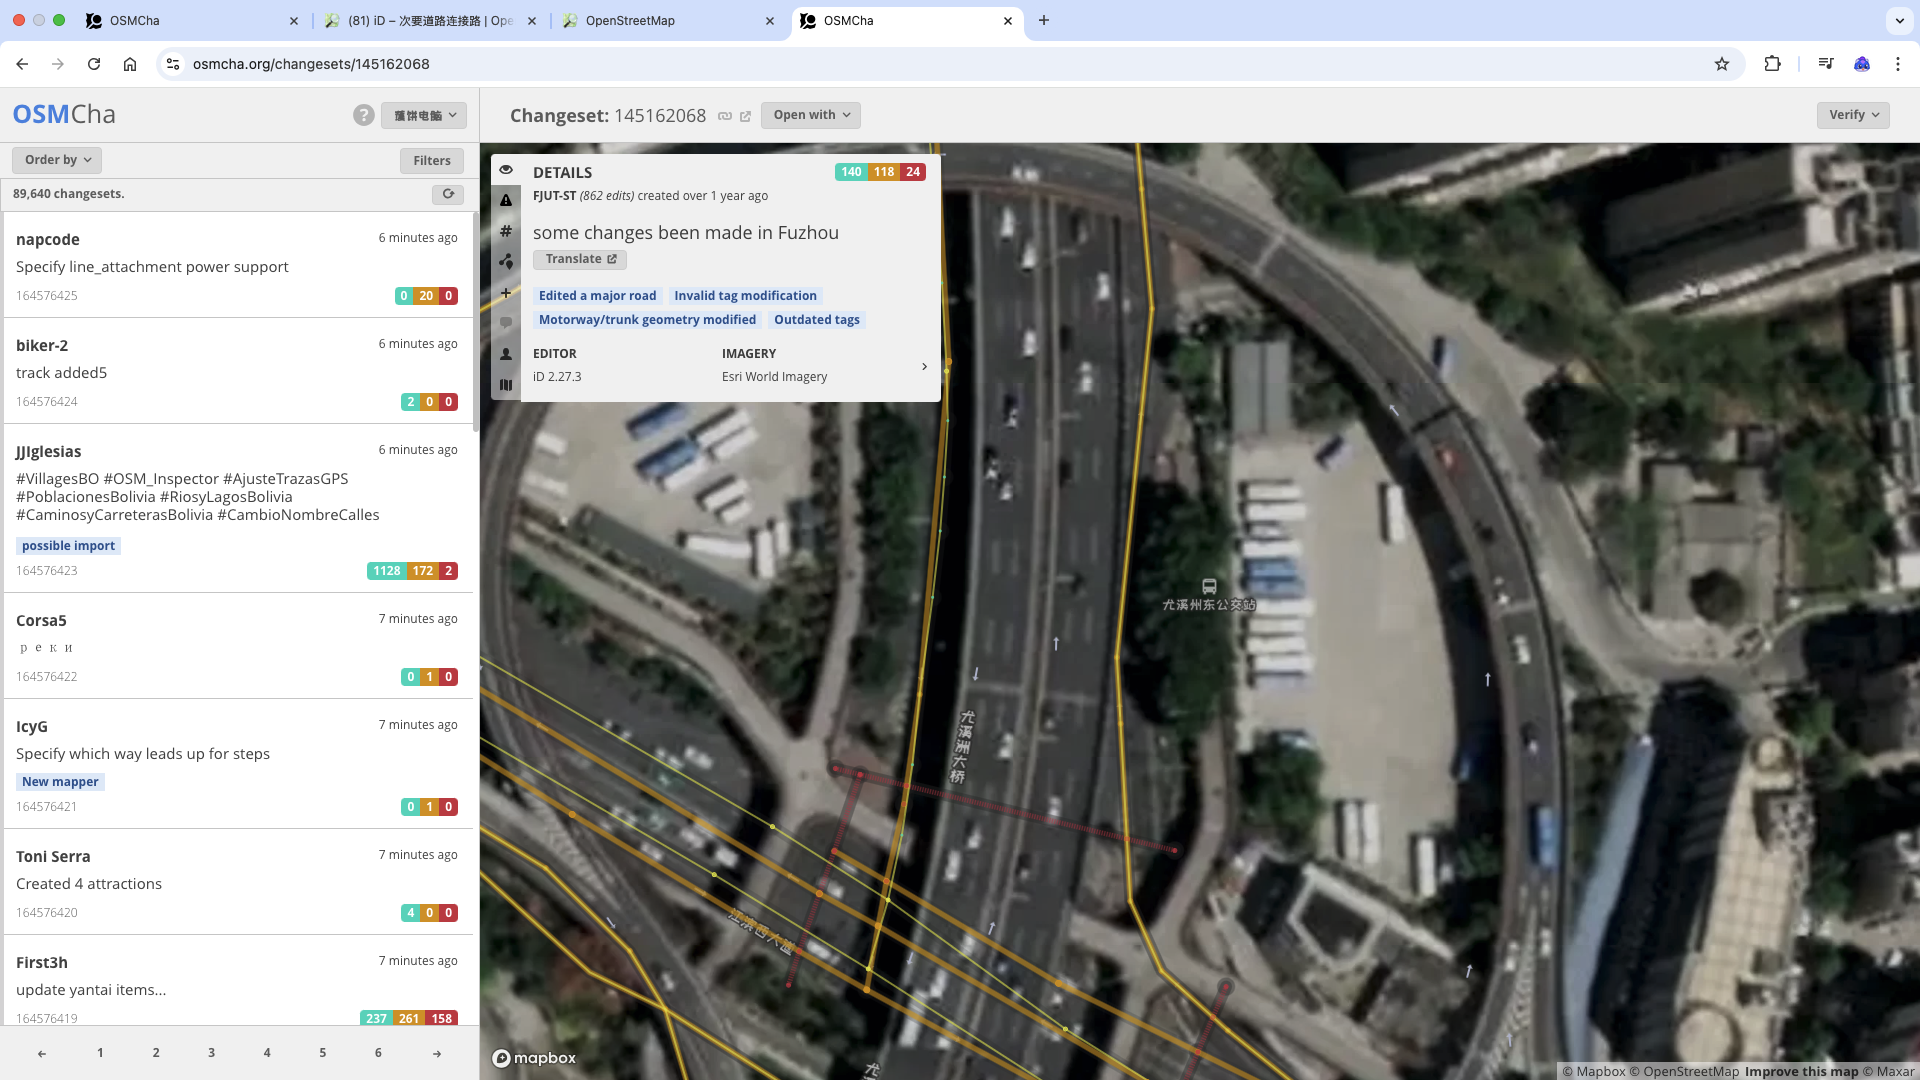 OSMCha
(81) iD – 次要道路连接路 | Ope
OpenStreetMap
OSMCha
osmcha.org/changesets/145162068
OSMCha
?
薀饼电脑
Changeset: 145162068
Open with
Verify
Order by
Filters
89,640 changesets.
napcode
6 minutes ago
Specify line_attachment power support
164576425
0 20 0
biker-2
6 minutes ago
track added5
164576424
2 0 0
JJIglesias
6 minutes ago
#VillagesBO #OSM_Inspector #AjusteTrazasGPS
#PoblacionesBolivia #RiosyLagosBolivia
#CaminosyCarreterasBolivia #CambioNombreCalles
possible import
164576423
1128 172 2
Corsa5
7 minutes ago
реки
164576422
0 1 0
IcyG
7 minutes ago
Specify which way leads up for steps
New mapper
164576421
0 1 0
Toni Serra
7 minutes ago
Created 4 attractions
164576420
4 0 0
First3h
7 minutes ago
update yantai items...
164576419
237 261 158
1 2 3 4 5 6
DETAILS
140 118 24
FJUT-ST (862 edits) created over 1 year ago
some changes been made in Fuzhou
Translate
Edited a major road
Invalid tag modification
Motorway/trunk geometry modified
Outdated tags
EDITOR
IMAGERY
iD 2.27.3
Esri World Imagery
尤溪州东公交站
尤溪洲大桥
江滨西大道
尤
mapbox
© Mapbox © OpenStreetMap Improve this map © Maxar